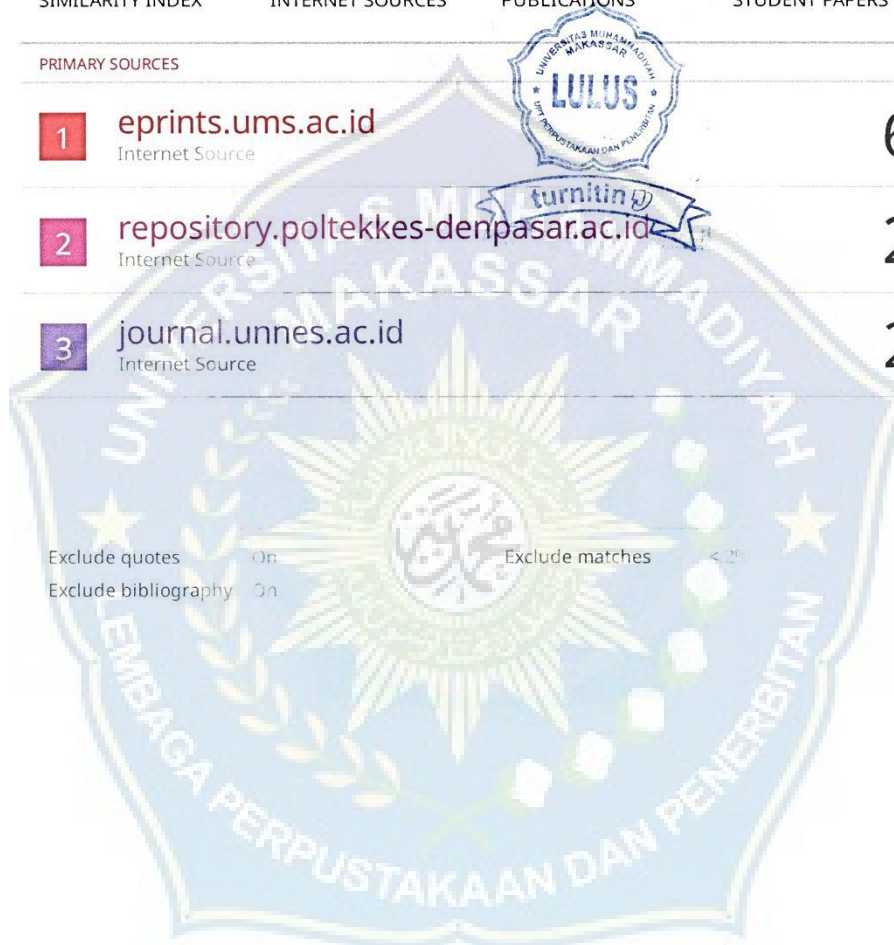 SIMILARITY INDEX INTERNET SOURCES PUBLICATIONS STUDENT PAPERS
PRIMARY SOURCES
UNIVERSITAS MUHAMMADIYAH
MAKASSAR
LULUS
UPT PERPUSTAKAAN DAN PENERBITAN
turnitin
1 eprints.ums.ac.id
Internet Source
2 repository.poltekkes-denpasar.ac.id
Internet Source
3 journal.unnes.ac.id
Internet Source
2
UNIVERSITAS MUHAMMADIYAH
MAKASSAR
Exclude quotes On Exclude matches < 2%
Exclude bibliography On
LEMBAGA PERPUSTAKAAN DAN PENERBITAN